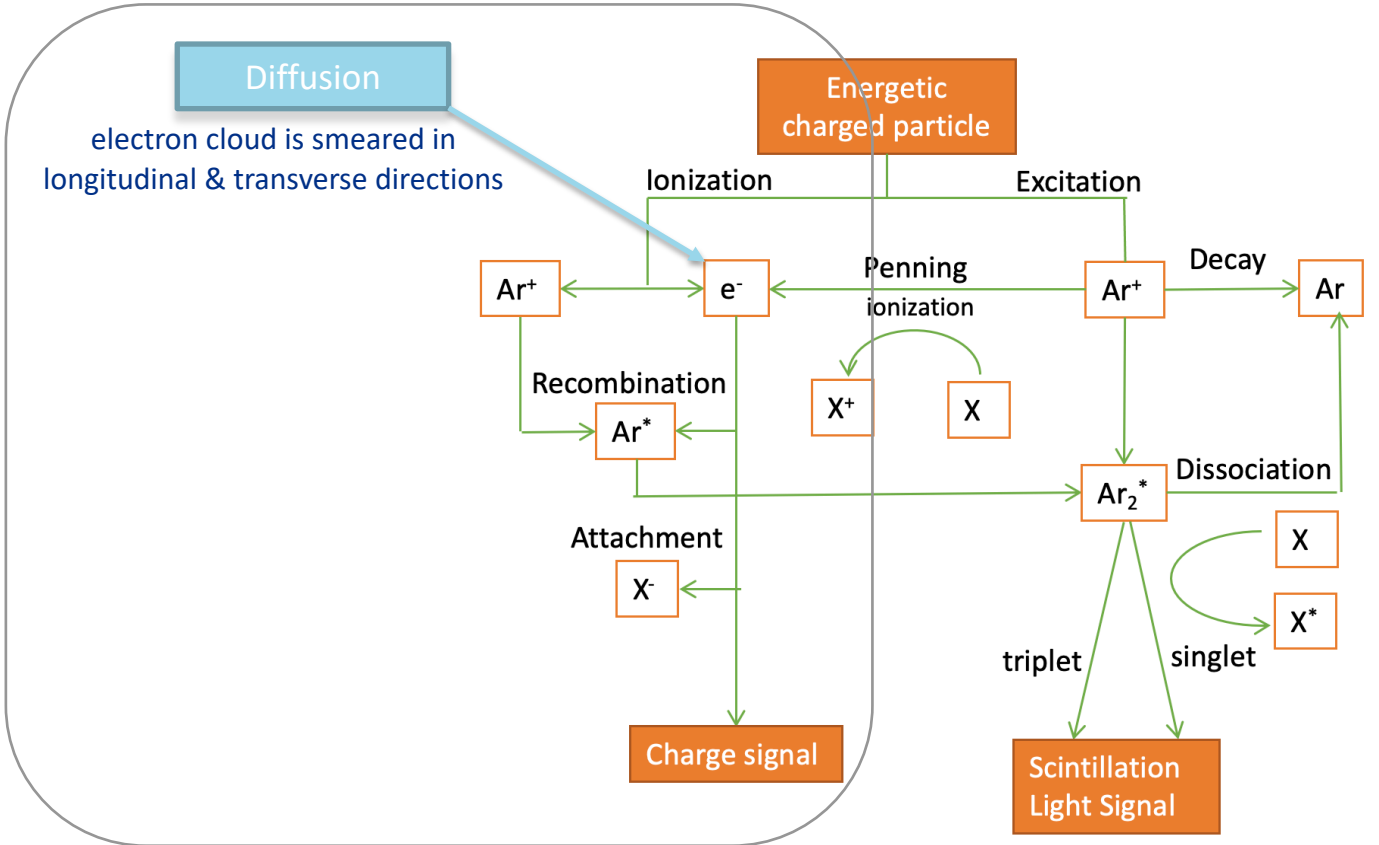 Diffusion
electron cloud is smeared in
longitudinal & transverse directions
Energetic
charged particle
Ionization
Excitation
Ar⁺
e⁻
Penning
ionization
Ar⁺
Decay
Ar
Recombination
Ar*
X⁺
X
Ar₂*
Dissociation
Attachment
X⁻
X
X*
triplet
singlet
Charge signal
Scintillation
Light Signal